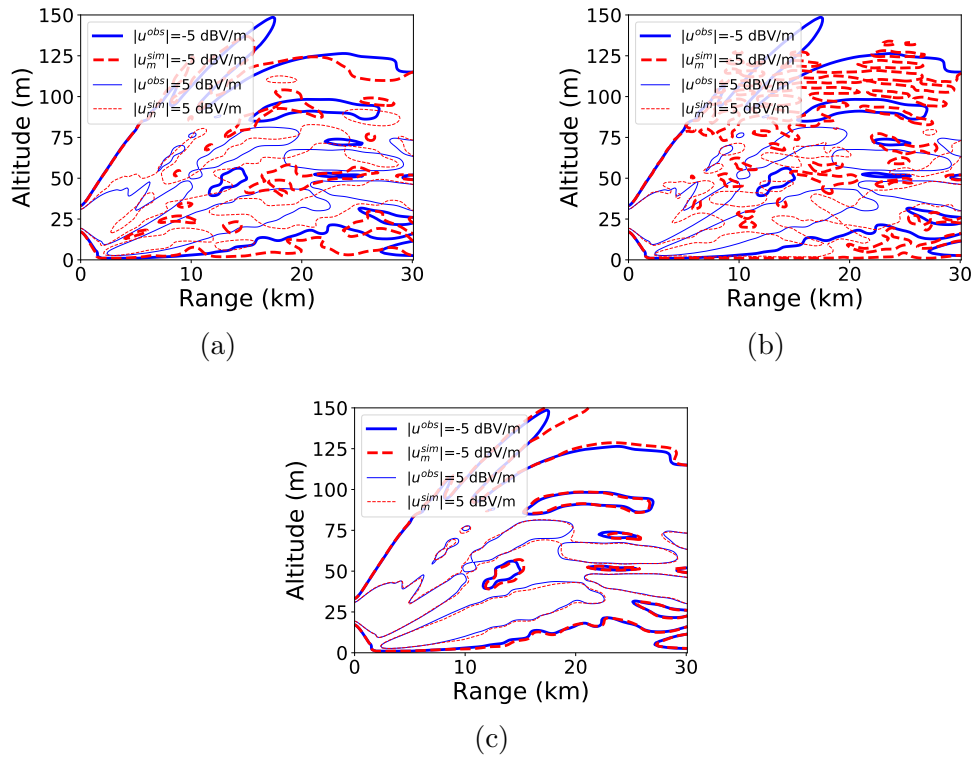 150
125
100
75
50
25
0
Altitude (m)
|u^obs|=-5 dBV/m
|u_m^sim|=-5 dBV/m
|u^obs|=5 dBV/m
|u_m^sim|=5 dBV/m
0 10 20 30
Range (km)
(a)
150
125
100
75
50
25
0
Altitude (m)
|u^obs|=-5 dBV/m
|u_m^sim|=-5 dBV/m
|u^obs|=5 dBV/m
|u_m^sim|=5 dBV/m
0 10 20 30
Range (km)
(b)
150
125
100
75
50
25
0
Altitude (m)
|u^obs|=-5 dBV/m
|u_m^sim|=-5 dBV/m
|u^obs|=5 dBV/m
|u_m^sim|=5 dBV/m
0 10 20 30
Range (km)
(c)